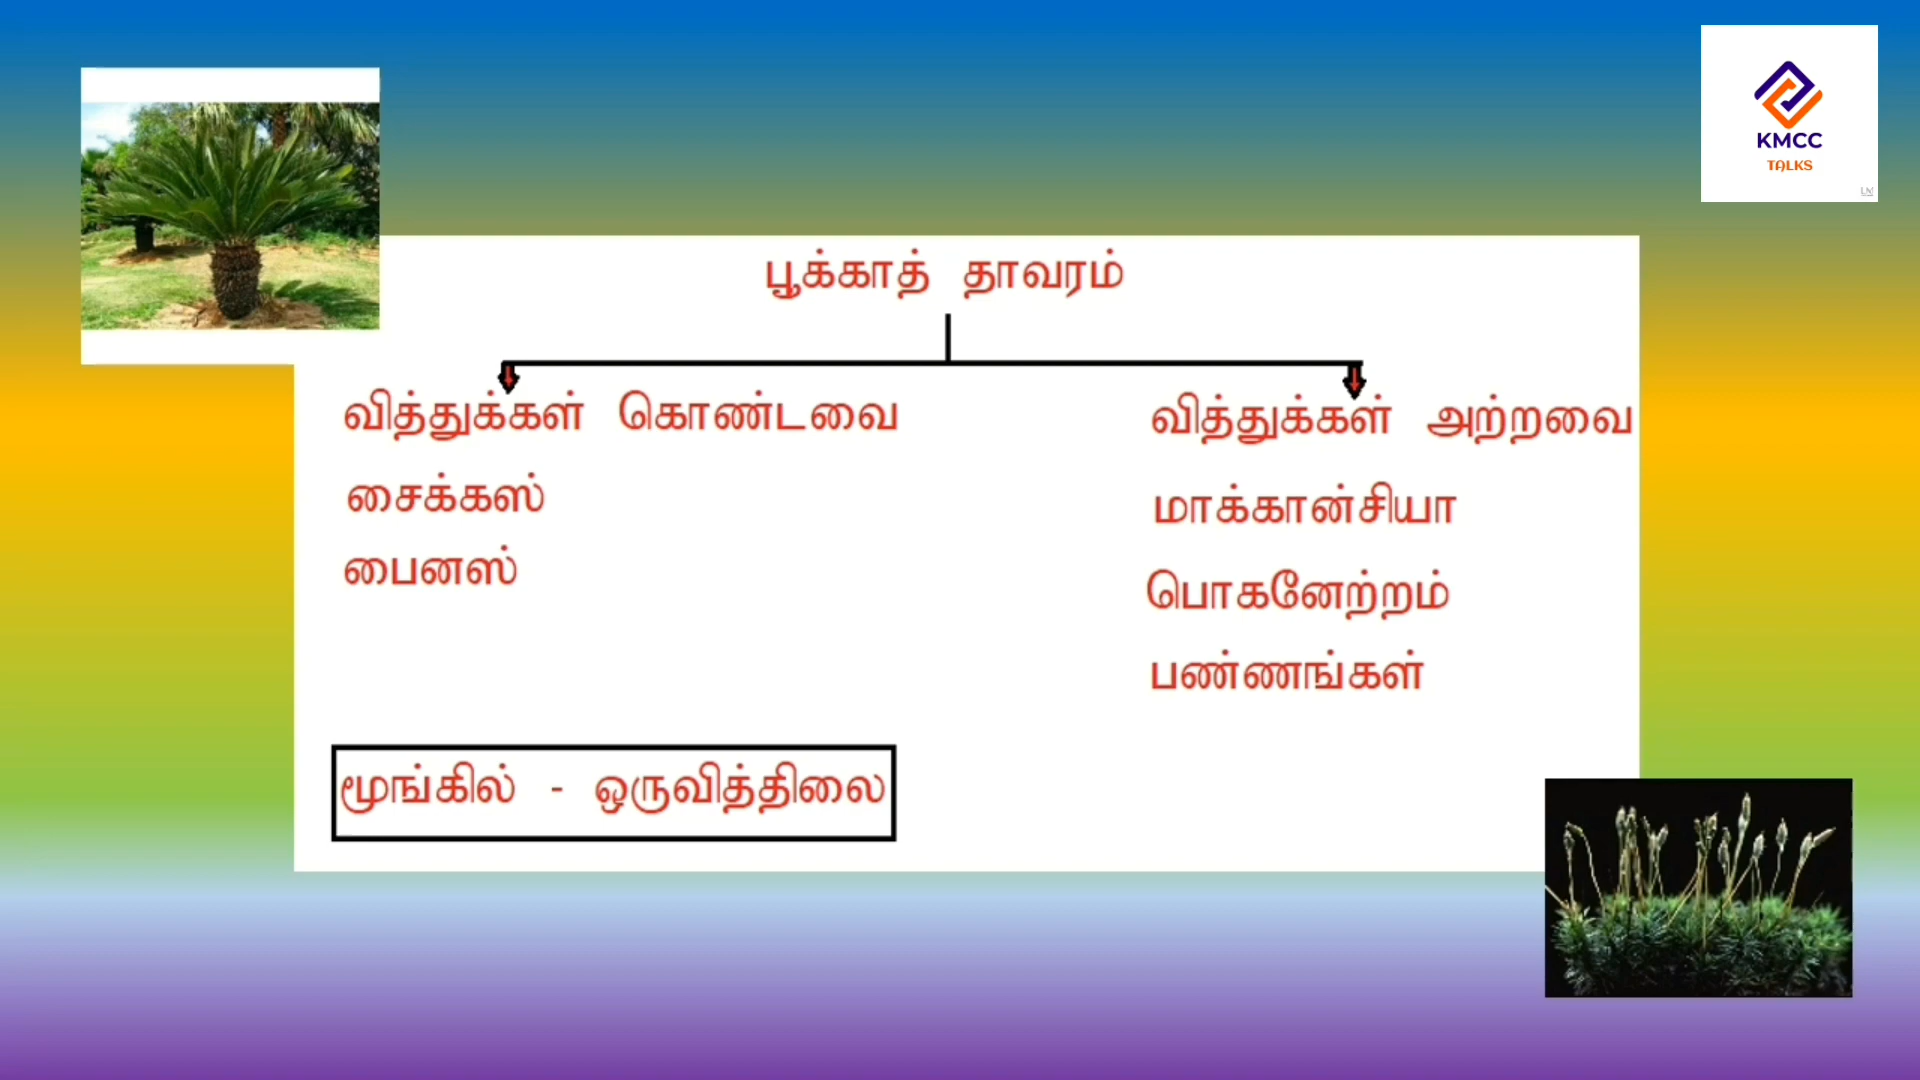 KMCC
TALKS
பூக்காத் தாவரம்
வித்துக்கள் கொண்டவை
சைக்கஸ்
பைனஸ்
வித்துக்கள் அற்றவை
மாக்கான்சியா
பொகனேற்றம்
பண்ணங்கள்
மூங்கில் - ஒருவித்திலை